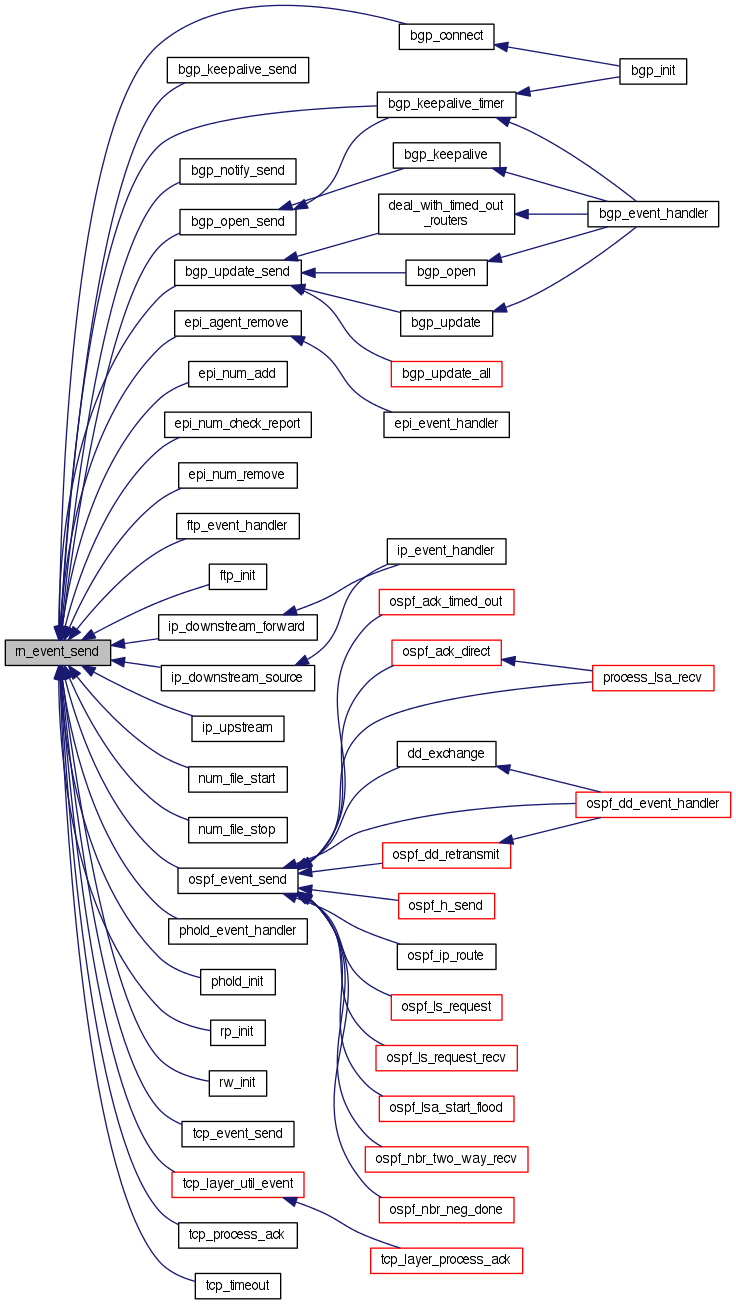 bgp_connect
bgp_keepalive_send
bgp_init
bgp_keepalive_timer
bgp_keepalive
bgp_notify_send
deal_with_timed_out
_routers
bgp_open_send
bgp_event_handler
bgp_update_send
bgp_open
epi_agent_remove
bgp_update
epi_num_add
bgp_update_all
epi_num_check_report
epi_event_handler
epi_num_remove
ftp_event_handler
ip_event_handler
ftp_init
ospf_ack_timed_out
ip_downstream_forward
rn_event_send
ospf_ack_direct
ip_downstream_source
process_lsa_recv
ip_upstream
dd_exchange
num_file_start
ospf_dd_event_handler
num_file_stop
ospf_dd_retransmit
ospf_event_send
ospf_h_send
phold_event_handler
ospf_ip_route
phold_init
ospf_ls_request
rp_init
ospf_ls_request_recv
rw_init
ospf_lsa_start_flood
tcp_event_send
ospf_nbr_two_way_recv
tcp_layer_util_event
ospf_nbr_neg_done
tcp_process_ack
tcp_layer_process_ack
tcp_timeout